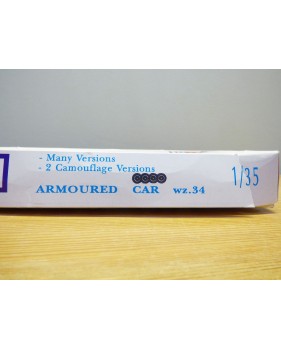 - Many Versions
- 2 Camouflage Versions
ARMOURED CAR wz.34
1/35